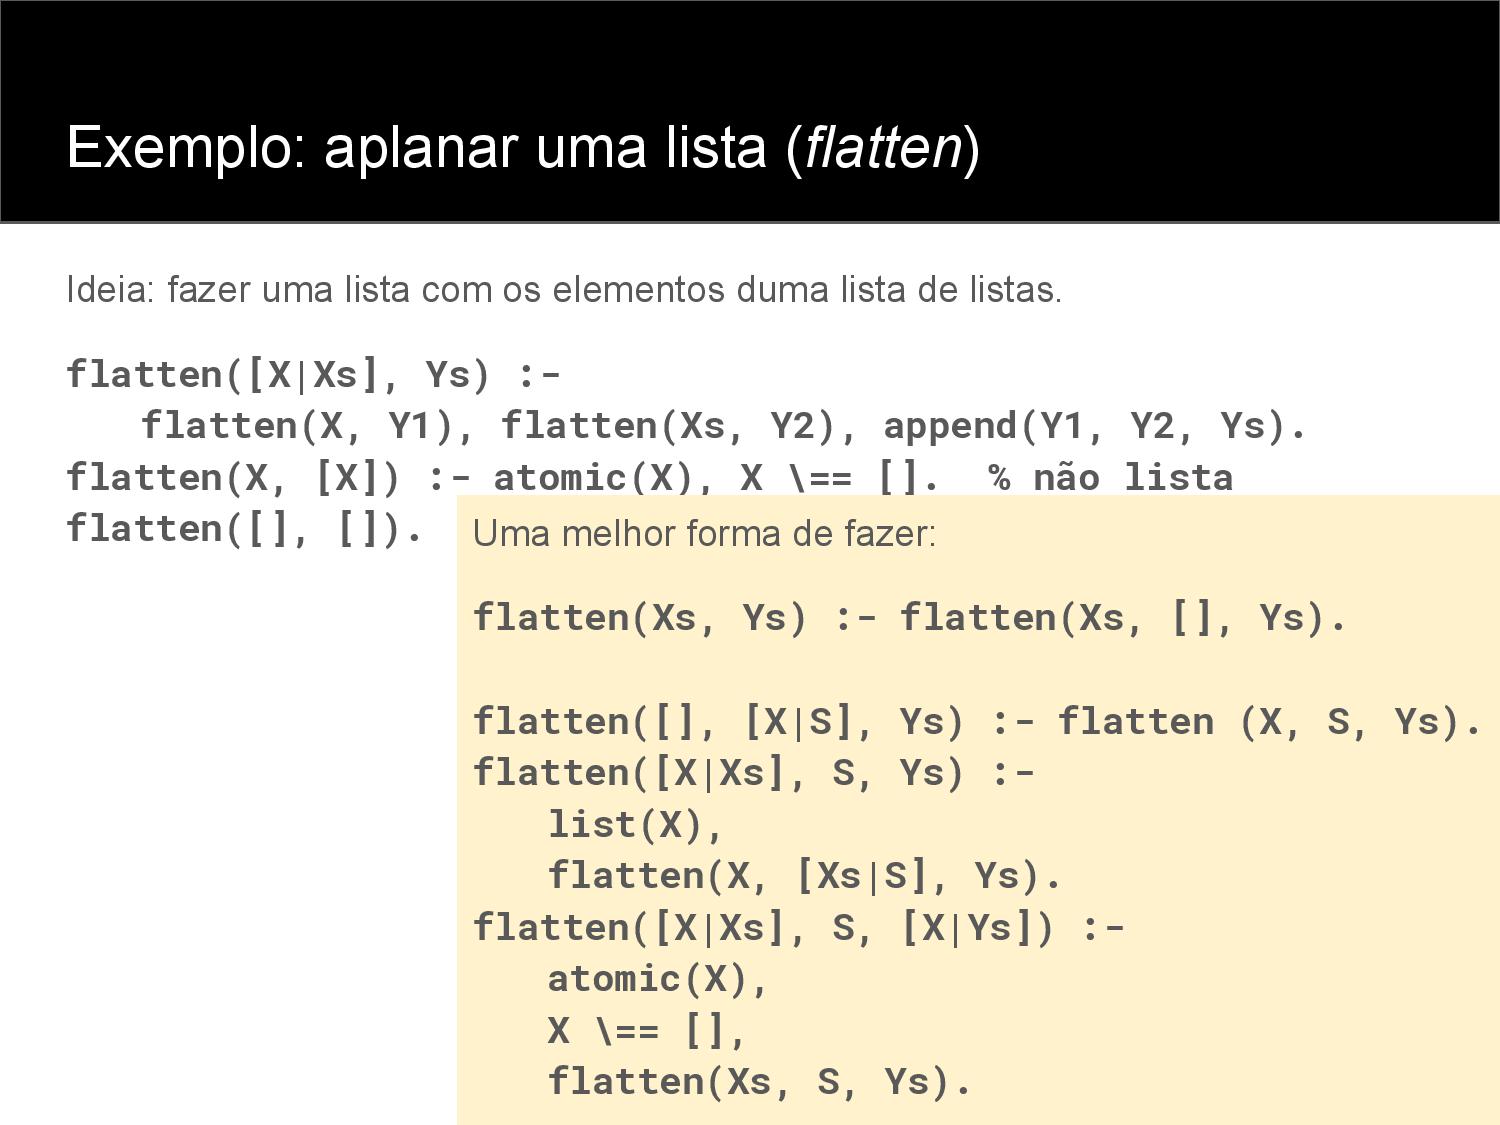 Exemplo: aplanar uma lista (flatten)
Ideia: fazer uma lista com os elementos duma lista de listas.
flatten([X|Xs], Ys) :-
flatten(X, Y1), flatten(Xs, Y2), append(Y1, Y2, Ys).
flatten(X, [X]) :- atomic(X), X \== []. % não lista
flatten([], []).
Uma melhor forma de fazer:
flatten(Xs, Ys) :- flatten(Xs, [], Ys).
flatten([], [X|S], Ys) :- flatten (X, S, Ys).
flatten([X|Xs], S, Ys) :-
list(X),
flatten(X, [Xs|S], Ys).
flatten([X|Xs], S, [X|Ys]) :-
atomic(X),
X \== [],
flatten(Xs, S, Ys).